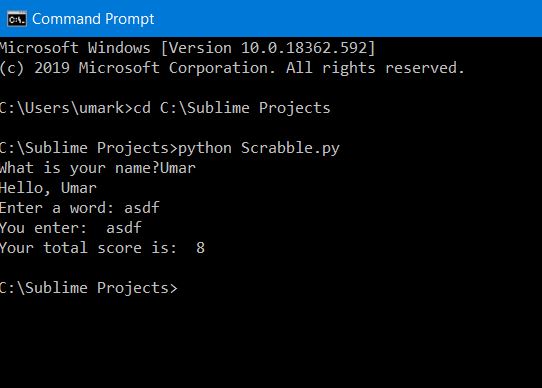 Command Prompt
Microsoft Windows [Version 10.0.18362.592]
(c) 2019 Microsoft Corporation. All rights reserved.
C:\Users\umark>cd C:\Sublime Projects
C:\Sublime Projects>python Scrabble.py
What is your name?Umar
Hello, Umar
Enter a word: asdf
You enter:  asdf
Your total score is:  8
C:\Sublime Projects>